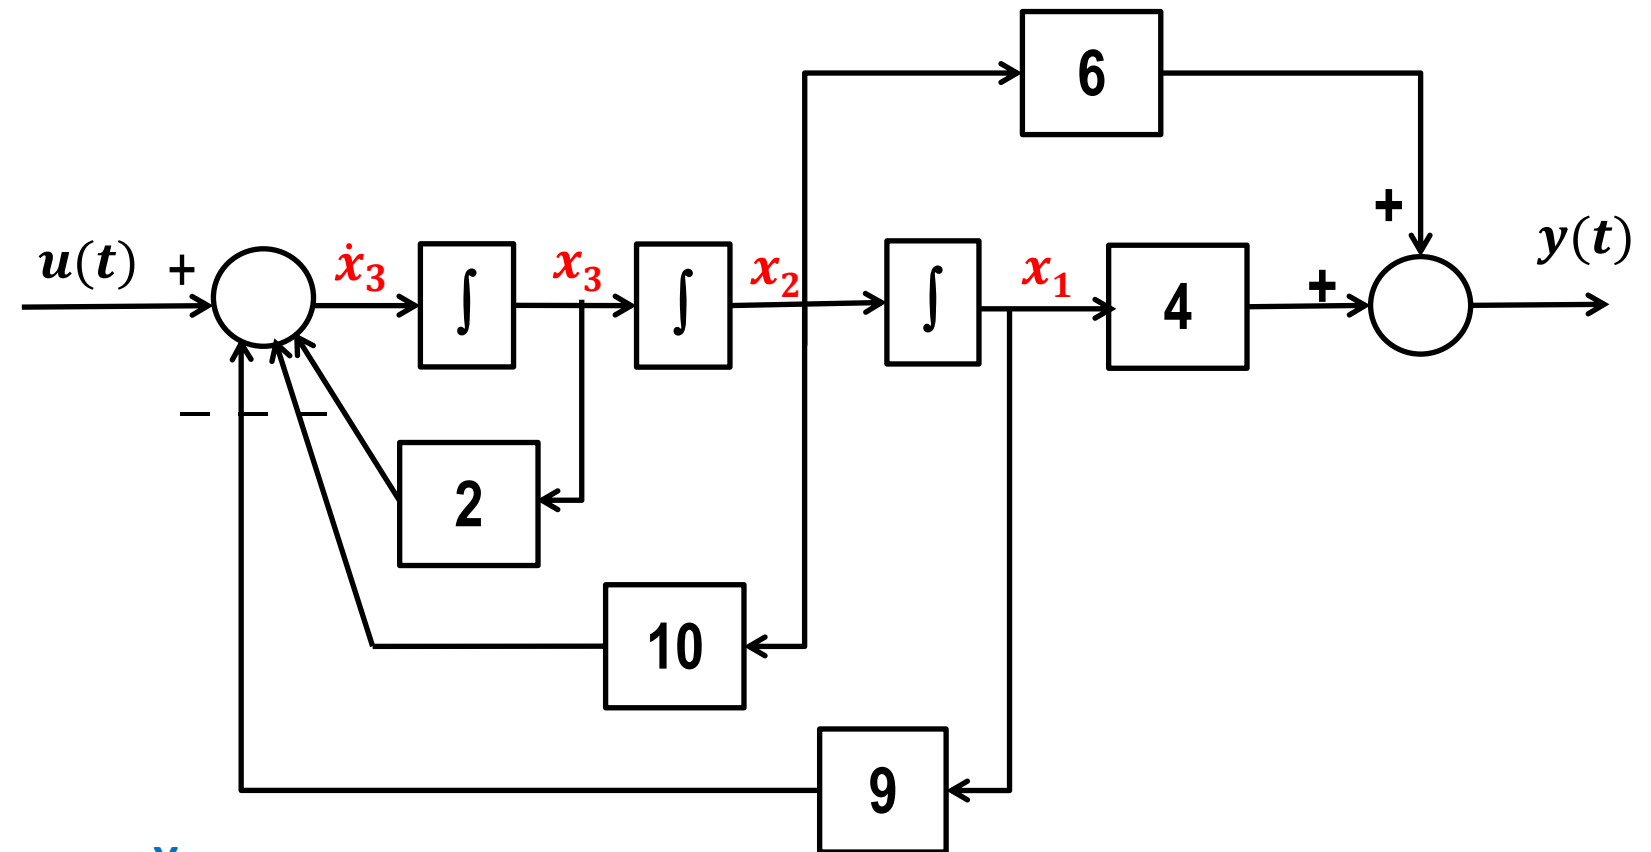 6
u(t) + ẋ₃ ∫ x₃ ∫ x₂ ∫ x₁ 4 + + y(t)
− − −
2
10
9